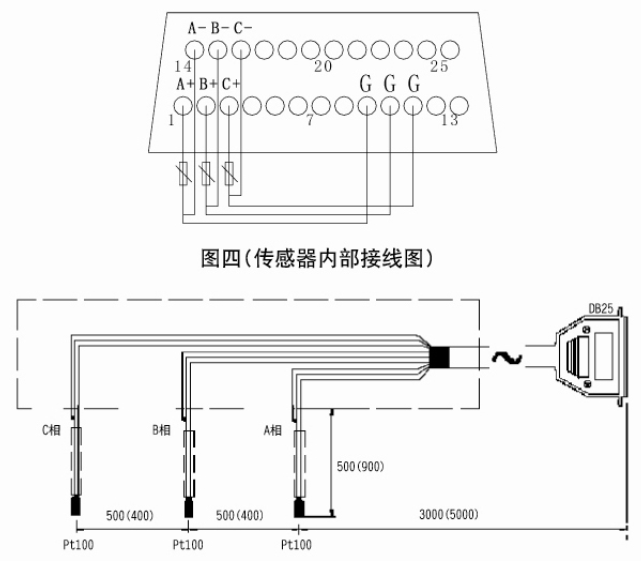 A- B- C-
14 20 25
A+ B+ C+ G G G
1 7 13
图四(传感器内部接线图)
DB25
C相 B相 A相
500(900)
500(400) 500(400) 3000(5000)
Pt100 Pt100 Pt100